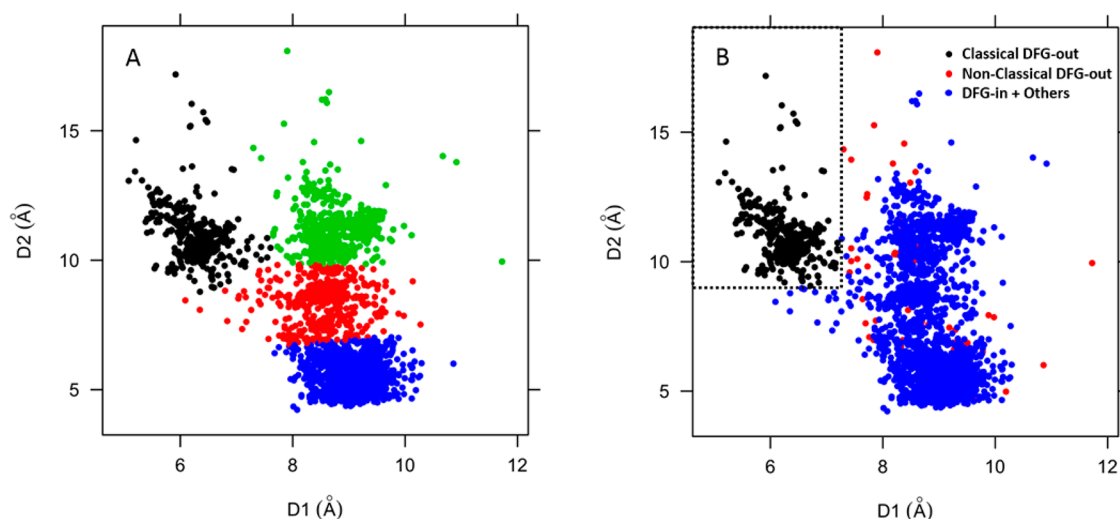 A
15
10
5
D2 (Å)
6
8
10
12
D1 (Å)
B
Classical DFG-out
Non-Classical DFG-out
DFG-in + Others
15
10
5
D2 (Å)
6
8
10
12
D1 (Å)